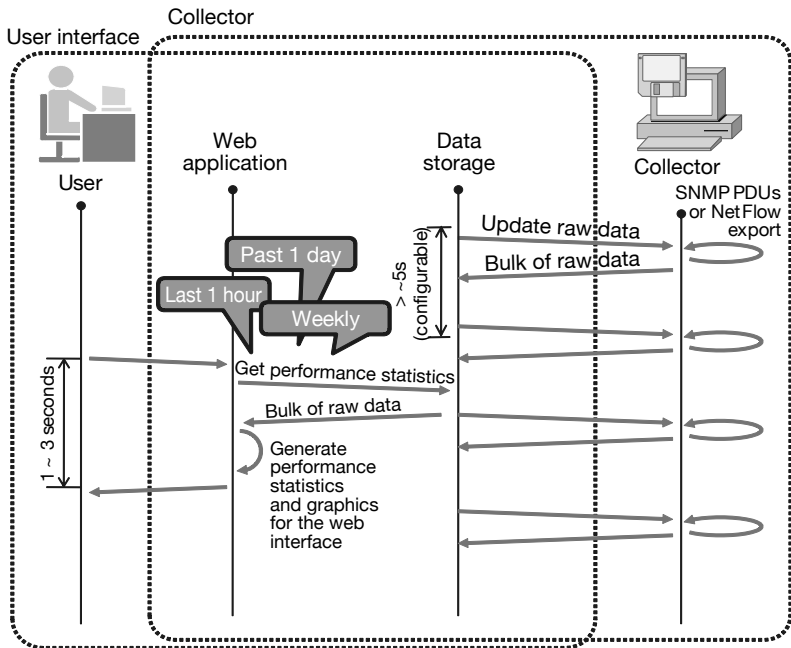 Collector
User interface
Web
application
Data
storage
Collector
User
SNMP PDUs
or NetFlow
export
Update raw data
Bulk of raw data
> ~5s
(configurable)
Past 1 day
Last 1 hour
Weekly
Get performance statistics
Bulk of raw data
1 ~ 3 seconds
Generate
performance
statistics
and graphics
for the web
interface